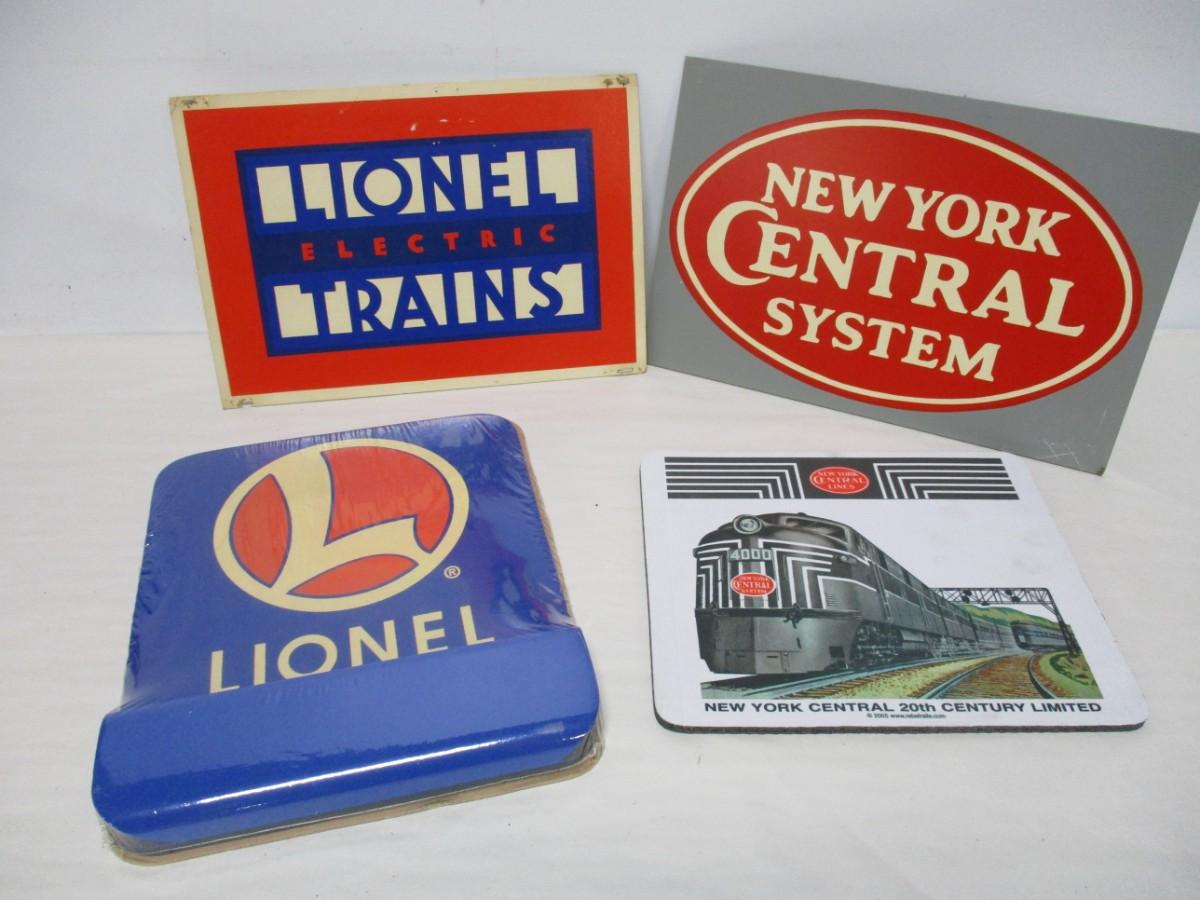 LIONEL
ELECTRIC
TRAINS
NEW YORK
CENTRAL
SYSTEM
L
®
LIONEL
NEW YORK
CENTRAL
LINES
4000
NEW YORK
CENTRAL
SYSTEM
NEW YORK CENTRAL 20th CENTURY LIMITED